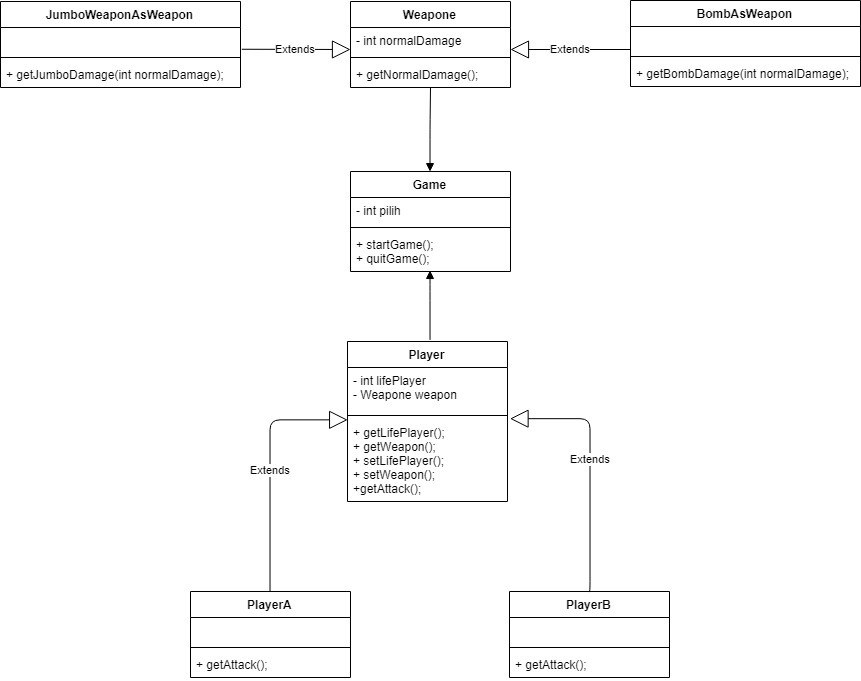 JumboWeaponAsWeapon
+ getJumboDamage(int normalDamage);
Extends
Weapone
- int normalDamage
+ getNormalDamage();
Extends
BombAsWeapon
+ getBombDamage(int normalDamage);
Game
- int pilih
+ startGame();
+ quitGame();
Player
- int lifePlayer
- Weapone weapon
+ getLifePlayer();
+ getWeapon();
+ setLifePlayer();
+ setWeapon();
+getAttack();
Extends
Extends
PlayerA
+ getAttack();
PlayerB
+ getAttack();